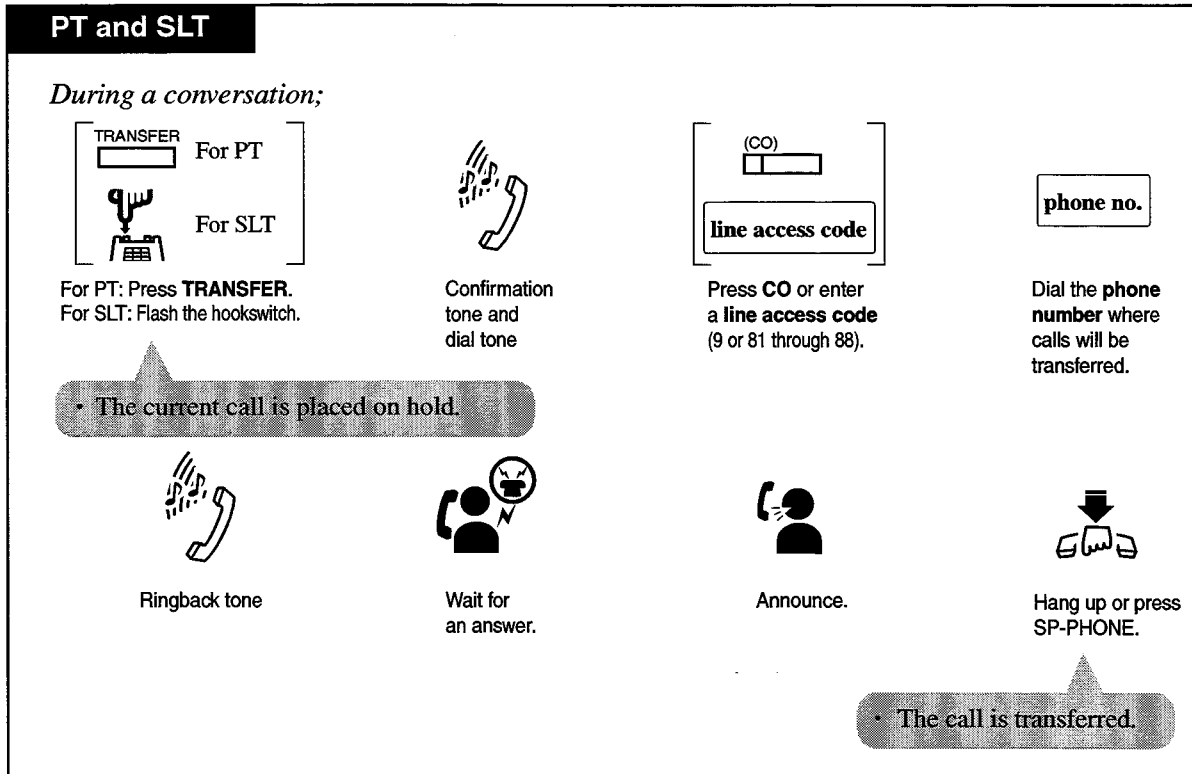 PT and SLT
During a conversation;
TRANSFER
For PT
For SLT
For PT: Press TRANSFER.
For SLT: Flash the hookswitch.
Confirmation
tone and
dial tone
(CO)
line access code
Press CO or enter
a line access code
(9 or 81 through 88).
phone no.
Dial the phone
number where
calls will be
transferred.
• The current call is placed on hold.
Ringback tone
Wait for
an answer.
Announce.
Hang up or press
SP-PHONE.
• The call is transferred.